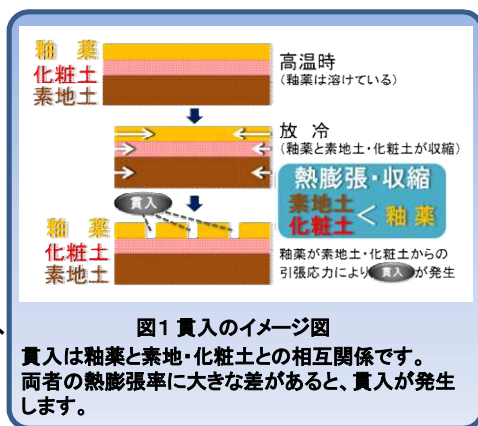 釉 薬
化粧土
素地土
高温時
(釉薬は溶けている)
放 冷
(釉薬と素地土・化粧土が収縮)
熱膨張・収縮
素地土
化粧土
<
釉 薬
貫入
釉 薬
化粧土
素地土
釉薬が素地土・化粧土からの
引張応力により 貫入 が発生
図1 貫入のイメージ図
貫入は釉薬と素地・化粧土との相互関係です。
両者の熱膨張率に大きな差があると、貫入が発生
します。
、